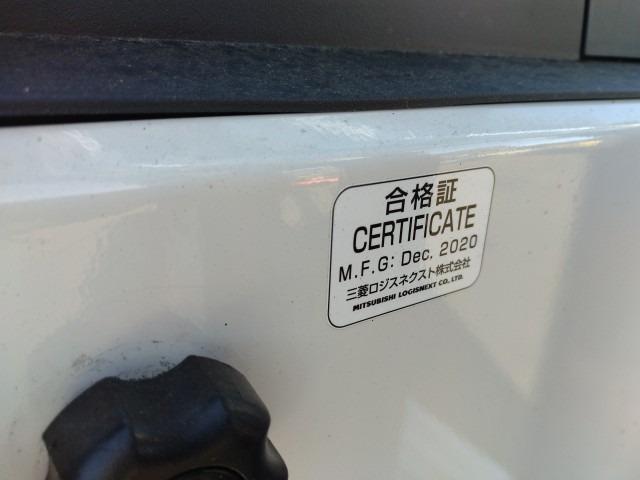 合格証
CERTIFICATE
M.F.G: Dec. 2020
三菱ロジスネクスト株式会社
MITSUBISHI LOGISNEXT CO., LTD.